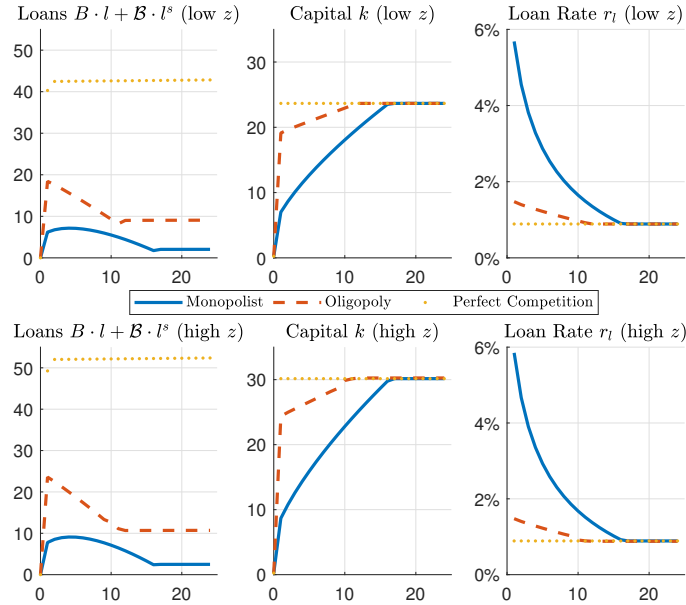 Loans B · l + ℬ · lˢ (low z)
Capital k (low z)
Loan Rate r_l (low z)
50
40
30
20
10
0
0 10 20
30
20
10
0
0 10 20
6%
4%
2%
0%
0 10 20
Monopolist Oligopoly Perfect Competition
Loans B · l + ℬ · lˢ (high z)
Capital k (high z)
Loan Rate r_l (high z)
50
40
30
20
10
0
0 10 20
30
20
10
0
0 10 20
6%
4%
2%
0%
0 10 20